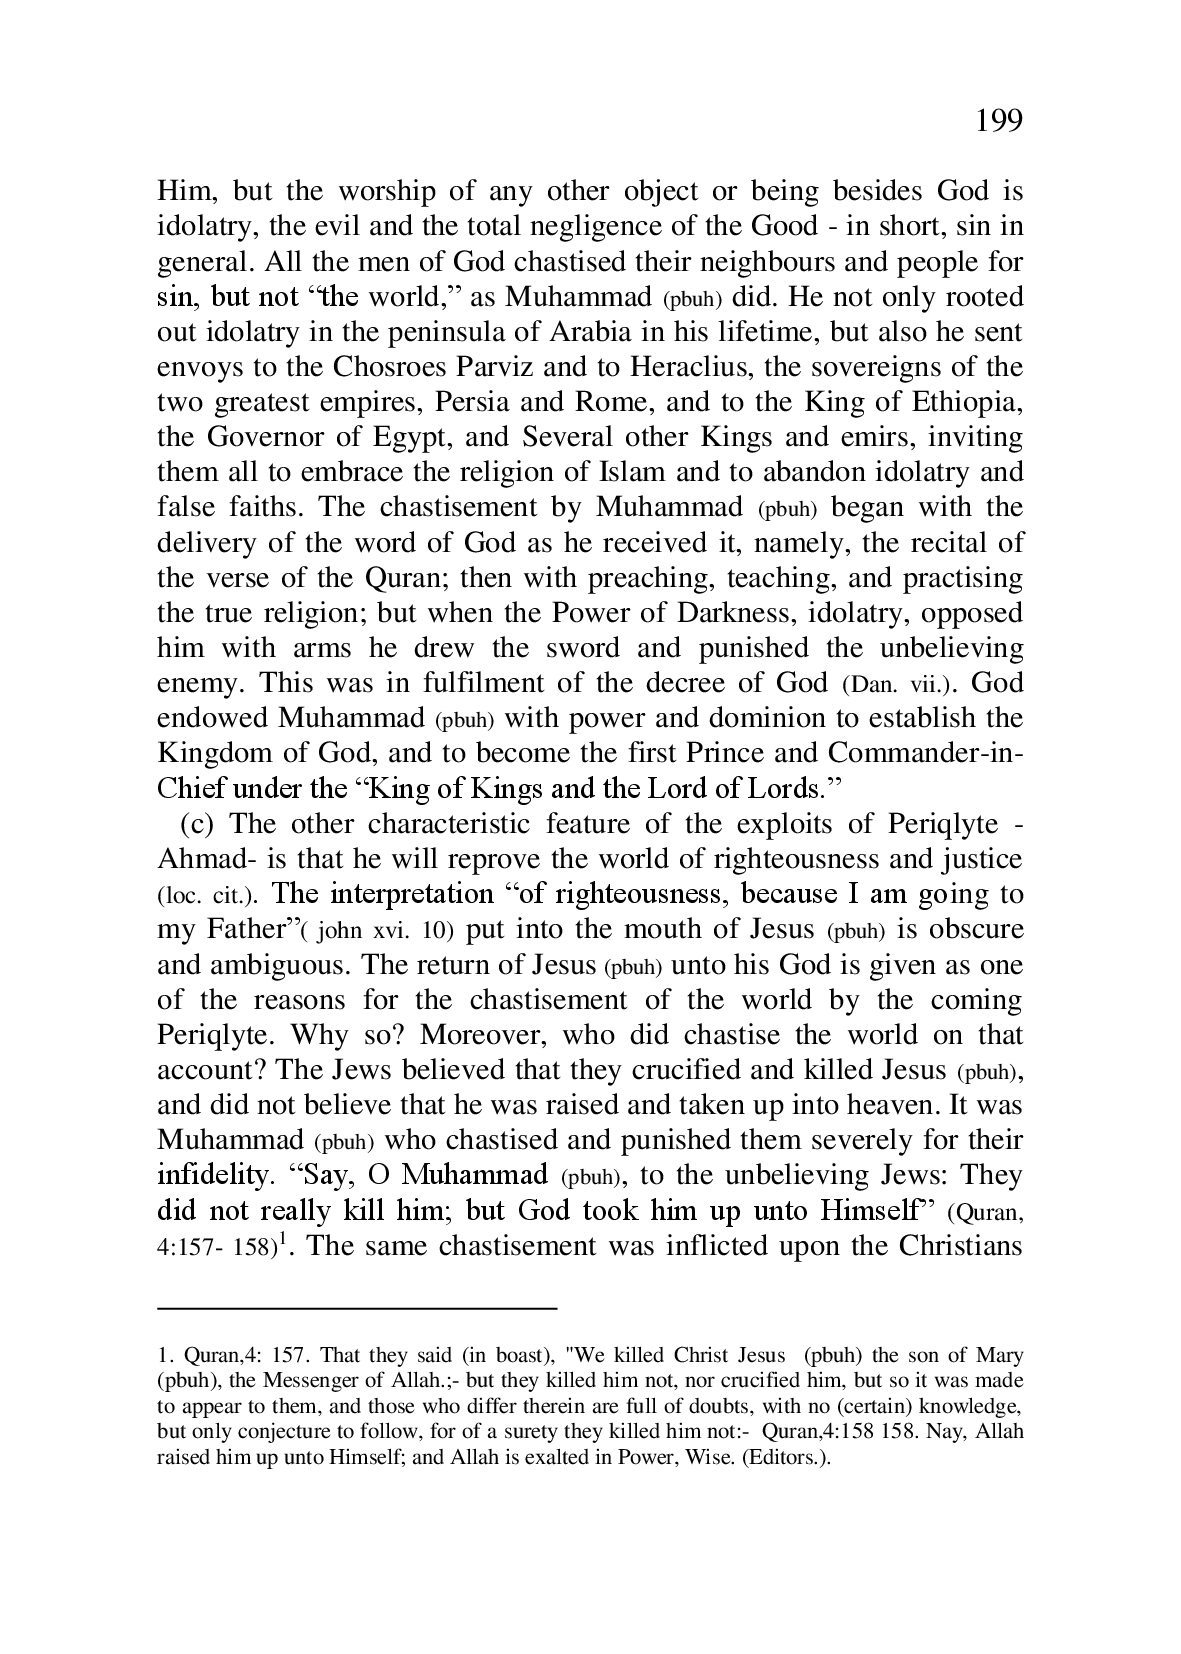 199
Him, but the worship of any other object or being besides God is
idolatry, the evil and the total negligence of the Good - in short, sin in
general. All the men of God chastised their neighbours and people for
sin, but not “the world,” as Muhammad (pbuh) did. He not only rooted
out idolatry in the peninsula of Arabia in his lifetime, but also he sent
envoys to the Chosroes Parviz and to Heraclius, the sovereigns of the
two greatest empires, Persia and Rome, and to the King of Ethiopia,
the Governor of Egypt, and Several other Kings and emirs, inviting
them all to embrace the religion of Islam and to abandon idolatry and
false faiths. The chastisement by Muhammad (pbuh) began with the
delivery of the word of God as he received it, namely, the recital of
the verse of the Quran; then with preaching, teaching, and practising
the true religion; but when the Power of Darkness, idolatry, opposed
him with arms he drew the sword and punished the unbelieving
enemy. This was in fulfilment of the decree of God (Dan. vii.). God
endowed Muhammad (pbuh) with power and dominion to establish the
Kingdom of God, and to become the first Prince and Commander-in-
Chief under the “King of Kings and the Lord of Lords.”
(c) The other characteristic feature of the exploits of Periqlyte -
Ahmad- is that he will reprove the world of righteousness and justice
(loc. cit.). The interpretation “of righteousness, because I am going to
my Father”( john xvi. 10) put into the mouth of Jesus (pbuh) is obscure
and ambiguous. The return of Jesus (pbuh) unto his God is given as one
of the reasons for the chastisement of the world by the coming
Periqlyte. Why so? Moreover, who did chastise the world on that
account? The Jews believed that they crucified and killed Jesus (pbuh),
and did not believe that he was raised and taken up into heaven. It was
Muhammad (pbuh) who chastised and punished them severely for their
infidelity. “Say, O Muhammad (pbuh), to the unbelieving Jews: They
did not really kill him; but God took him up unto Himself” (Quran,
4:157- 158)1. The same chastisement was inflicted upon the Christians
1. Quran,4: 157. That they said (in boast), "We killed Christ Jesus (pbuh) the son of Mary
(pbuh), the Messenger of Allah.;- but they killed him not, nor crucified him, but so it was made
to appear to them, and those who differ therein are full of doubts, with no (certain) knowledge,
but only conjecture to follow, for of a surety they killed him not:- Quran,4:158 158. Nay, Allah
raised him up unto Himself; and Allah is exalted in Power, Wise. (Editors.).